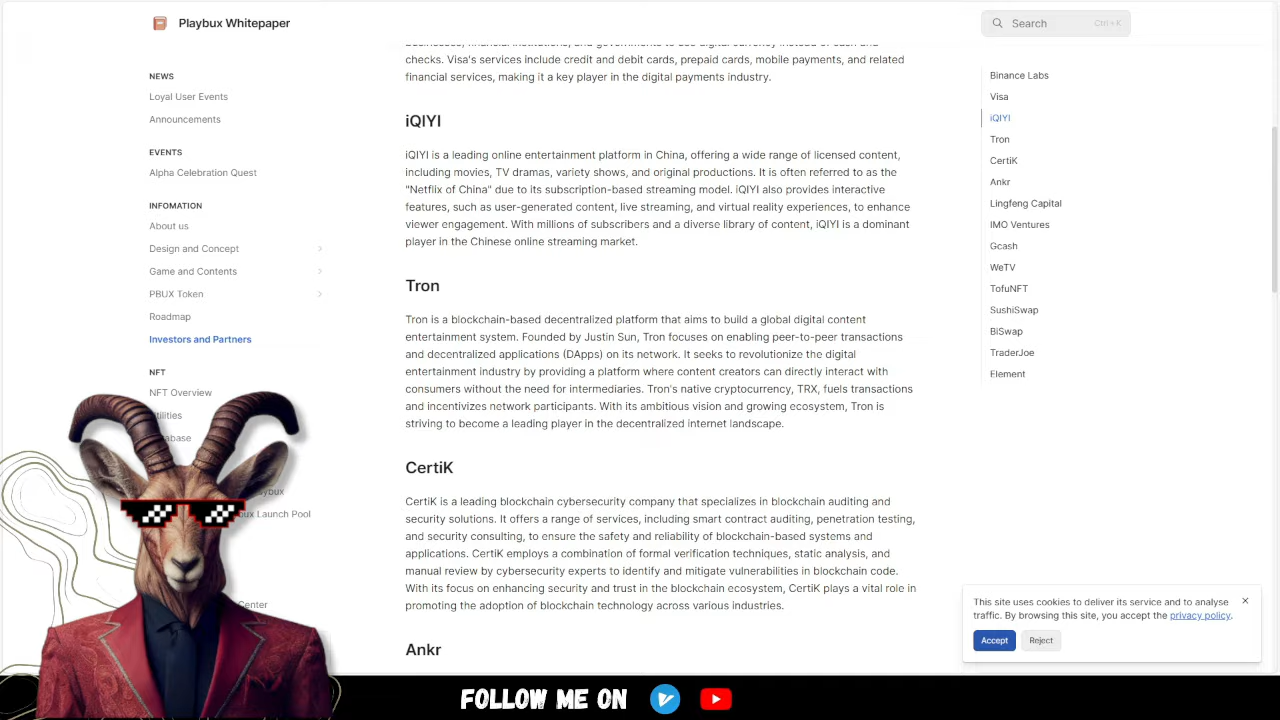 Playbux Whitepaper
Search
Ctrl+K
NEWS
Loyal User Events
Announcements
EVENTS
Alpha Celebration Quest
INFOMATION
About us
Design and Concept
Game and Contents
PBUX Token
Roadmap
Investors and Partners
NFT
NFT Overview
Launch Pool
Center
businesses, financial institutions, and governments to use digital currency instead of cash and
checks. Visa's services include credit and debit cards, prepaid cards, mobile payments, and related
financial services, making it a key player in the digital payments industry.
iQIYI
iQIYI is a leading online entertainment platform in China, offering a wide range of licensed content,
including movies, TV dramas, variety shows, and original productions. It is often referred to as the
"Netflix of China" due to its subscription-based streaming model. iQIYI also provides interactive
features, such as user-generated content, live streaming, and virtual reality experiences, to enhance
viewer engagement. With millions of subscribers and a diverse library of content, iQIYI is a dominant
player in the Chinese online streaming market.
Tron
Tron is a blockchain-based decentralized platform that aims to build a global digital content
entertainment system. Founded by Justin Sun, Tron focuses on enabling peer-to-peer transactions
and decentralized applications (DApps) on its network. It seeks to revolutionize the digital
entertainment industry by providing a platform where content creators can directly interact with
consumers without the need for intermediaries. Tron's native cryptocurrency, TRX, fuels transactions
and incentivizes network participants. With its ambitious vision and growing ecosystem, Tron is
striving to become a leading player in the decentralized internet landscape.
CertiK
CertiK is a leading blockchain cybersecurity company that specializes in blockchain auditing and
security solutions. It offers a range of services, including smart contract auditing, penetration testing,
and security consulting, to ensure the safety and reliability of blockchain-based systems and
applications. CertiK employs a combination of formal verification techniques, static analysis, and
manual review by cybersecurity experts to identify and mitigate vulnerabilities in blockchain code.
With its focus on enhancing security and trust in the blockchain ecosystem, CertiK plays a vital role in
promoting the adoption of blockchain technology across various industries.
Ankr
Binance Labs
Visa
iQIYI
Tron
CertiK
Ankr
Lingfeng Capital
IMO Ventures
Gcash
WeTV
TofuNFT
SushiSwap
BiSwap
TraderJoe
Element
This site uses cookies to deliver its service and to analyse
traffic. By browsing this site, you accept the privacy policy.
Accept
Reject
FOLLOW ME ON